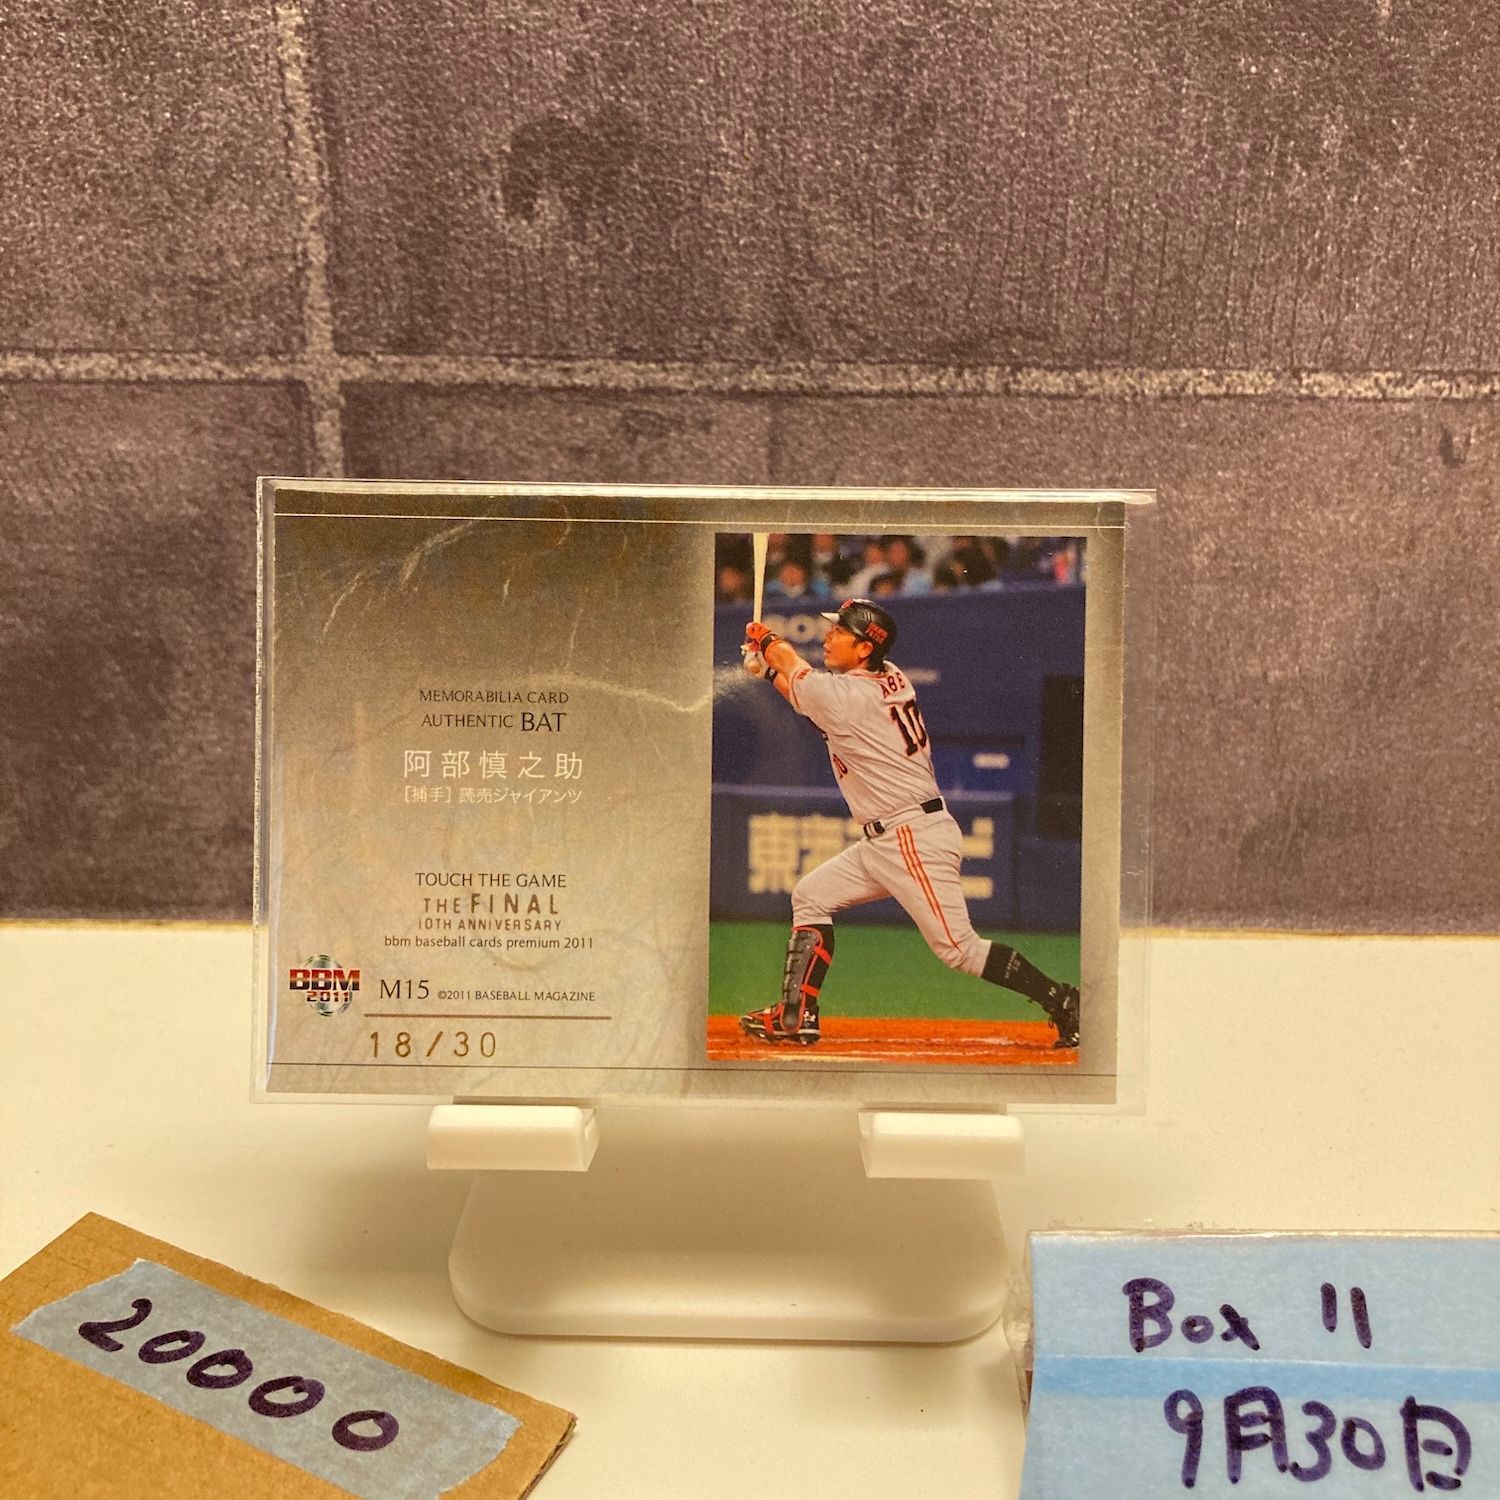 MEMORABILIA CARD
AUTHENTIC BAT
阿部慎之助
[捕手] 読売ジャイアンツ
TOUCH THE GAME
THE FINAL
10TH ANNIVERSARY
bbm baseball cards premium 2011
BBM
2011
M15 ©2011 BASEBALL MAGAZINE
18/30
ABE
10
10
20000
Box 11
9月30日